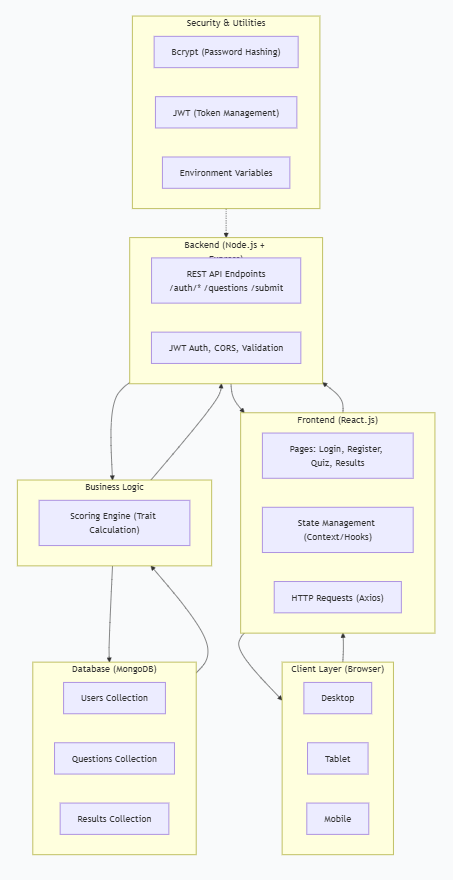 Security & Utilities
Bcrypt (Password Hashing)
JWT (Token Management)
Environment Variables
Backend (Node.js +
Express)
REST API Endpoints
/auth/* /questions /submit
JWT Auth, CORS, Validation
Frontend (React.js)
Pages: Login, Register,
Quiz, Results
State Management
(Context/Hooks)
HTTP Requests (Axios)
Business Logic
Scoring Engine (Trait
Calculation)
Database (MongoDB)
Users Collection
Questions Collection
Results Collection
Client Layer (Browser)
Desktop
Tablet
Mobile